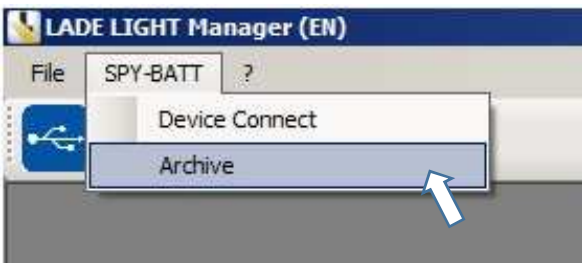 LADE LIGHT Manager (EN)
File SPY-BATT ?
Device Connect
Archive